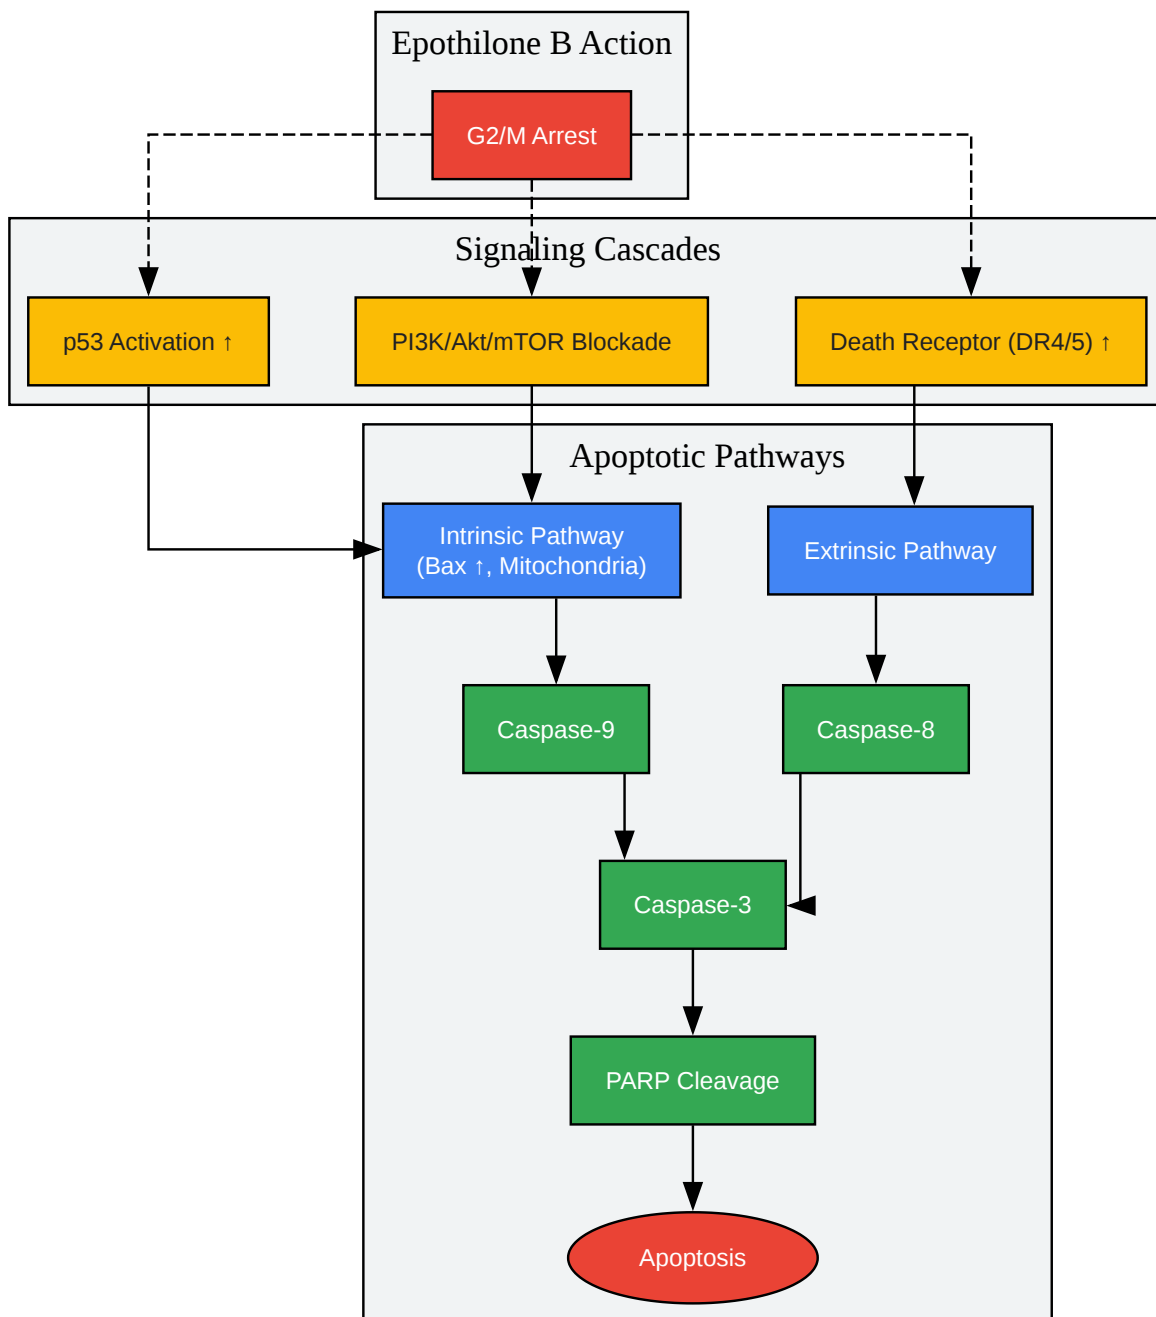 Epothilone B Action
G2/M Arrest
Signaling Cascades
p53 Activation ↑
PI3K/Akt/mTOR Blockade
Death Receptor (DR4/5) ↑
Apoptotic Pathways
Intrinsic Pathway
(Bax ↑, Mitochondria)
Extrinsic Pathway
Caspase-9
Caspase-8
Caspase-3
PARP Cleavage
Apoptosis